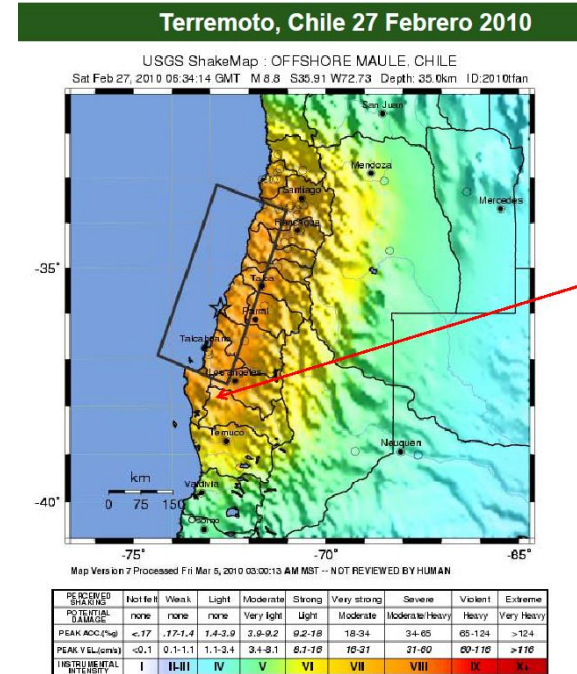 Terremoto, Chile 27 Febrero 2010
USGS ShakeMap : OFFSHORE MAULE, CHILE
Sat Feb 27, 2010 06:34:14 GMT M 8.8 S35.91 W72.73 Depth: 35.0km ID:2010tfan
San Juan
Mendoza
Santiago
Mercedes
Rancagua
-35°
Talca
Parral
Talcahuano
Los angeles
Temuco
Neuquen
km
Valdivia
0 75 150
-40°
Osorno
-75° -70° -65°
Map Version 7 Processed Fri Mar 5, 2010 03:00:13 AM MST -- NOT REVIEWED BY HUMAN
PERCEIVED SHAKING Not felt Weak Light Moderate Strong Very strong Severe Violent Extreme
POTENTIAL DAMAGE none none none Very light Light Moderate Moderate/Heavy Heavy Very Heavy
PEAK ACC.(%g) <.17 .17-1.4 1.4-3.9 3.9-9.2 9.2-18 18-34 34-65 65-124 >124
PEAK VEL.(cm/s) <0.1 0.1-1.1 1.1-3.4 3.4-8.1 8.1-16 16-31 31-60 60-116 >116
INSTRUMENTAL INTENSITY I II-III IV V VI VII VIII IX X+